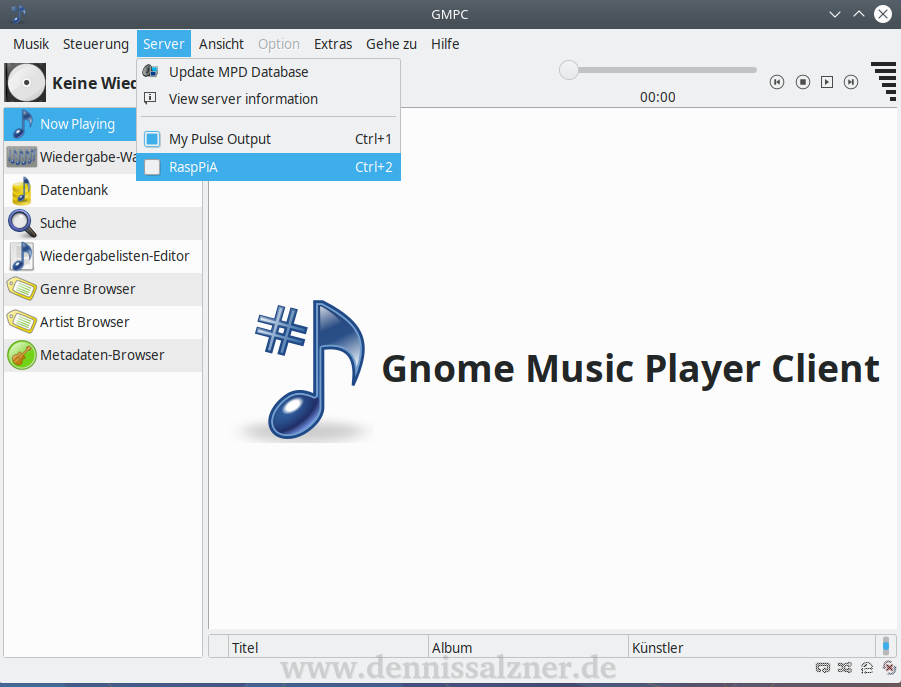 GMPC
Musik Steuerung Server Ansicht Option Extras Gehe zu Hilfe
Keine Wied
00:00
Update MPD Database
View server information
My Pulse Output Ctrl+1
RaspPiA Ctrl+2
Now Playing
Wiedergabe-Wa
Datenbank
Suche
Wiedergabelisten-Editor
Genre Browser
Artist Browser
Metadaten-Browser
#
Gnome Music Player Client
Titel Album Künstler
www.dennissalzner.de